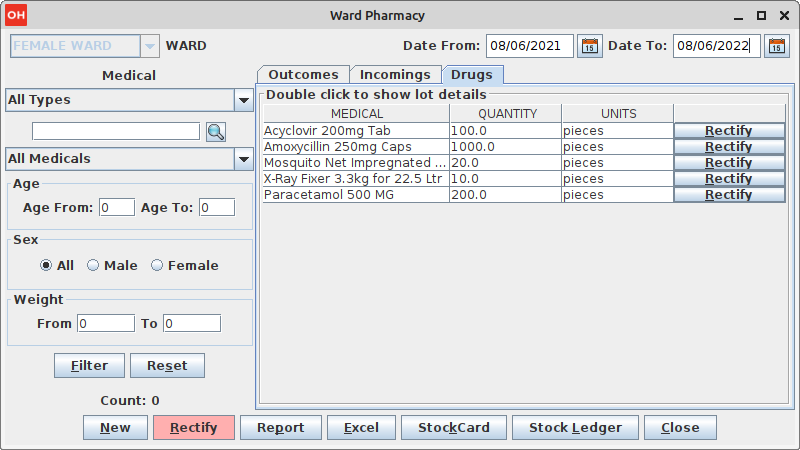 OH Ward Pharmacy
FEMALE WARD WARD Date From: 08/06/2021 15 Date To: 08/06/2022 15
Medical
All Types
All Medicals
Age
Age From: 0 Age To: 0
Sex
All Male Female
Weight
From 0 To 0
Filter Reset
Count: 0
Outcomes Incomings Drugs
Double click to show lot details
MEDICAL QUANTITY UNITS
Acyclovir 200mg Tab 100.0 pieces Rectify
Amoxycillin 250mg Caps 1000.0 pieces Rectify
Mosquito Net Impregnated ... 20.0 pieces Rectify
X-Ray Fixer 3.3kg for 22.5 Ltr 10.0 pieces Rectify
Paracetamol 500 MG 200.0 pieces Rectify
New Rectify Report Excel StockCard Stock Ledger Close